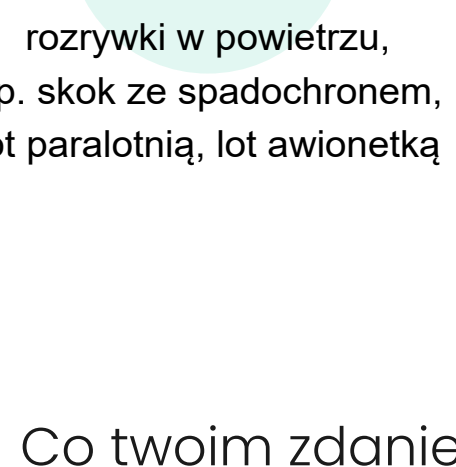 rozrywki w powietrzu,
p. skok ze spadochronem,
ot paralotnią, lot awionetką
Co twoim zdanie